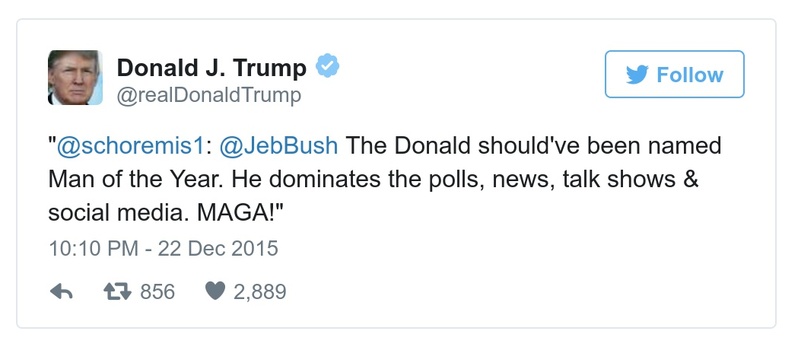 Donald J. Trump
@realDonaldTrump
Follow
"@schoremis1: @JebBush The Donald should've been named
Man of the Year. He dominates the polls, news, talk shows &
social media. MAGA!"
10:10 PM - 22 Dec 2015
856 2,889